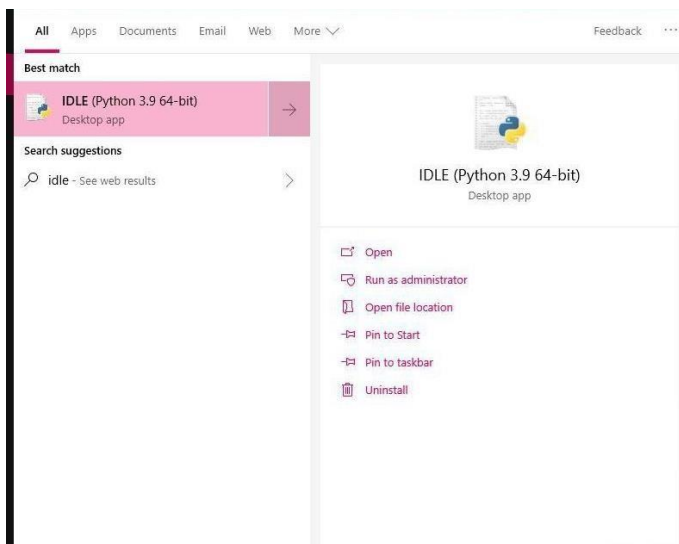 All Apps Documents Email Web More Feedback ...
Best match
IDLE (Python 3.9 64-bit)
Desktop app
Search suggestions
idle - See web results
IDLE (Python 3.9 64-bit)
Desktop app
Open
Run as administrator
Open file location
Pin to Start
Pin to taskbar
Uninstall